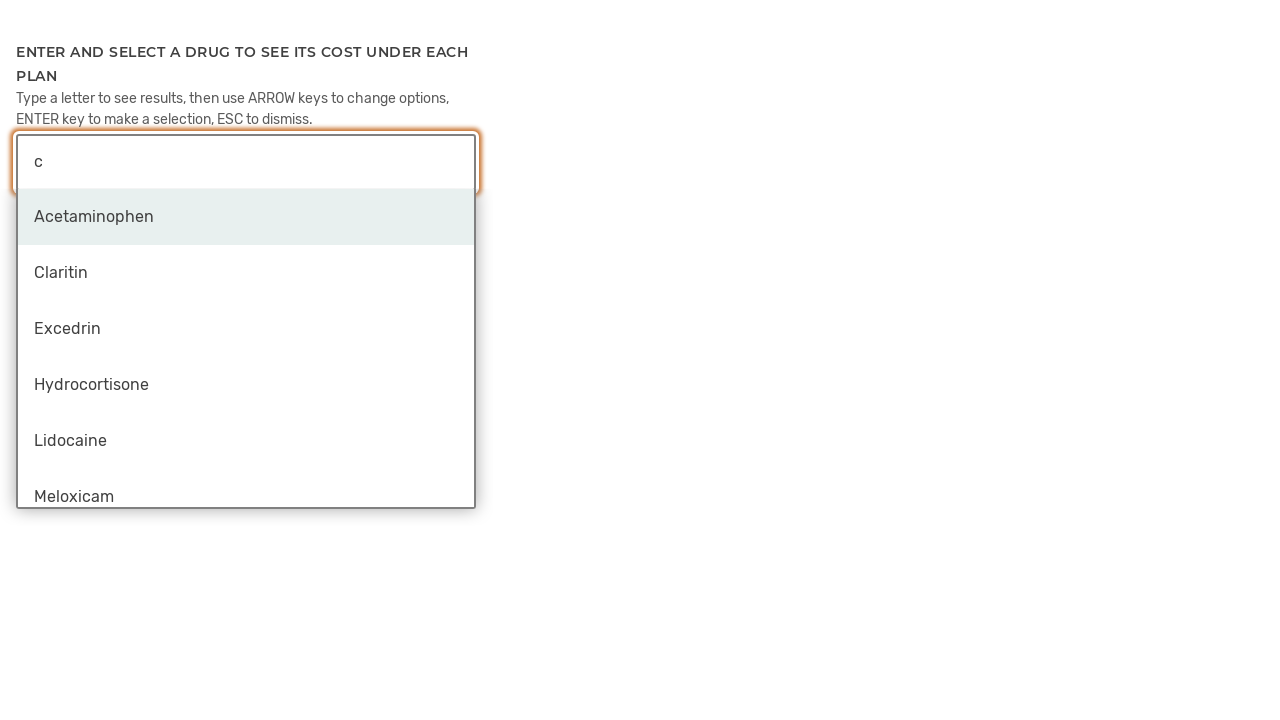 ENTER AND SELECT A DRUG TO SEE ITS COST UNDER EACH
PLAN
Type a letter to see results, then use ARROW keys to change options,
ENTER key to make a selection, ESC to dismiss.
c
Acetaminophen
Claritin
Excedrin
Hydrocortisone
Lidocaine
Meloxicam